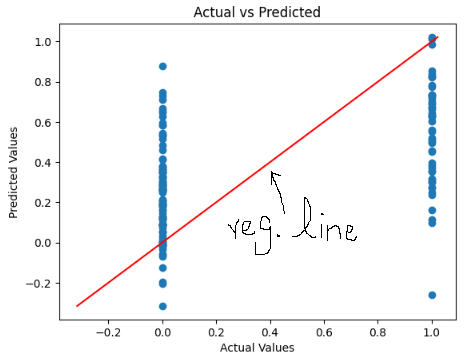 Actual vs Predicted
1.0
0.8
0.6
0.4
0.2
0.0
−0.2
Predicted Values
reg. line
−0.2 0.0 0.2 0.4 0.6 0.8 1.0
Actual Values